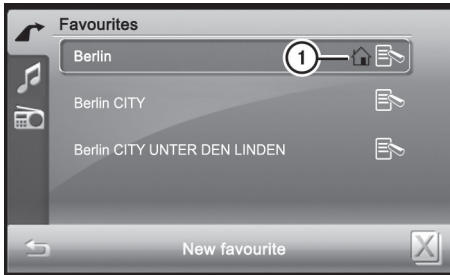 Favourites
Berlin
1
Berlin CITY
Berlin CITY UNTER DEN LINDEN
New favourite